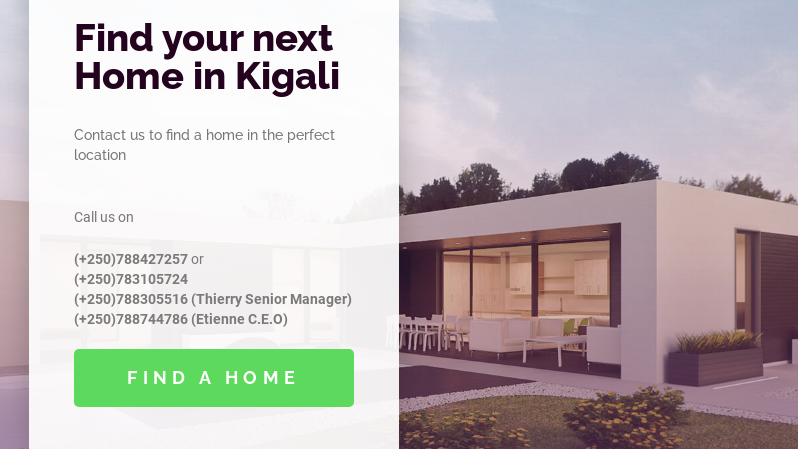 Find your next
Home in Kigali
Contact us to find a home in the perfect
location
Call us on
(+250)788427257 or
(+250)783105724
(+250)788305516 (Thierry Senior Manager)
(+250)788744786 (Etienne C.E.O)
FIND A HOME